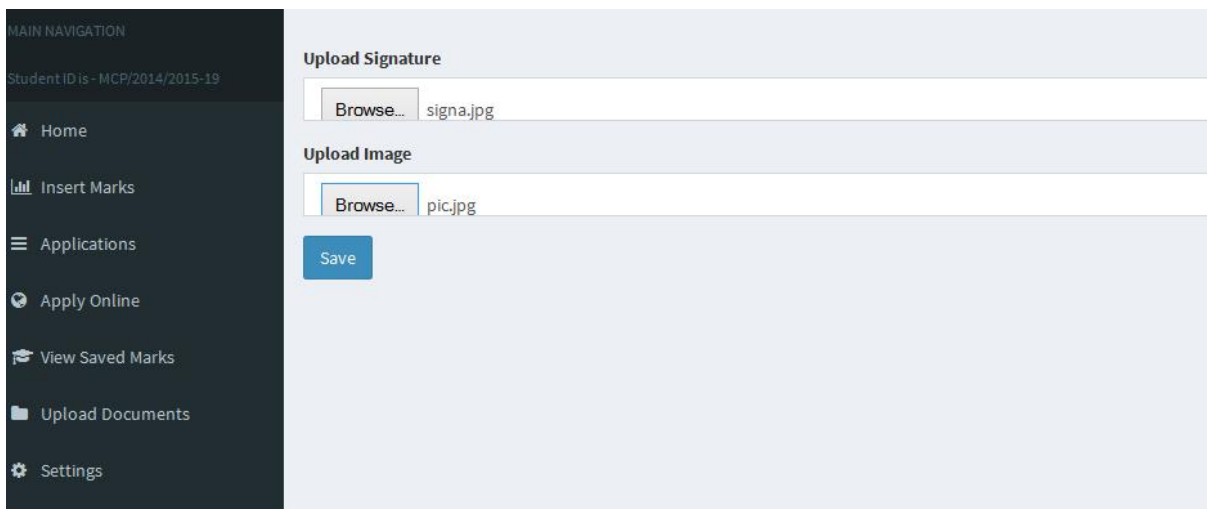 MAIN NAVIGATION
Student ID is - MCP/2014/2015-19
Home
Insert Marks
Applications
Apply Online
View Saved Marks
Upload Documents
Settings
Upload Signature
Browse... signa.jpg
Upload Image
Browse... pic.jpg
Save